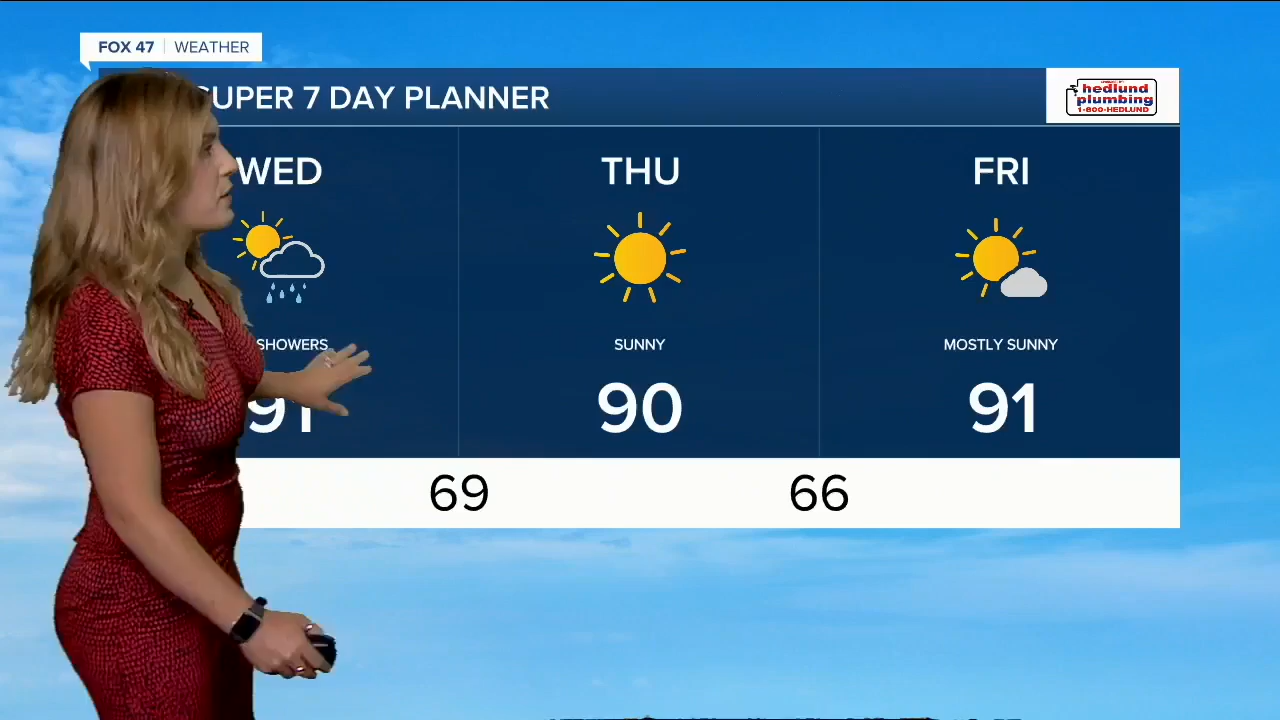 FOX 47 WEATHER
SUPER 7 DAY PLANNER
hedlund
plumbing
1-800-HEDLUND
WED THU FRI
SHOWERS SUNNY MOSTLY SUNNY
91 90 91
69 66